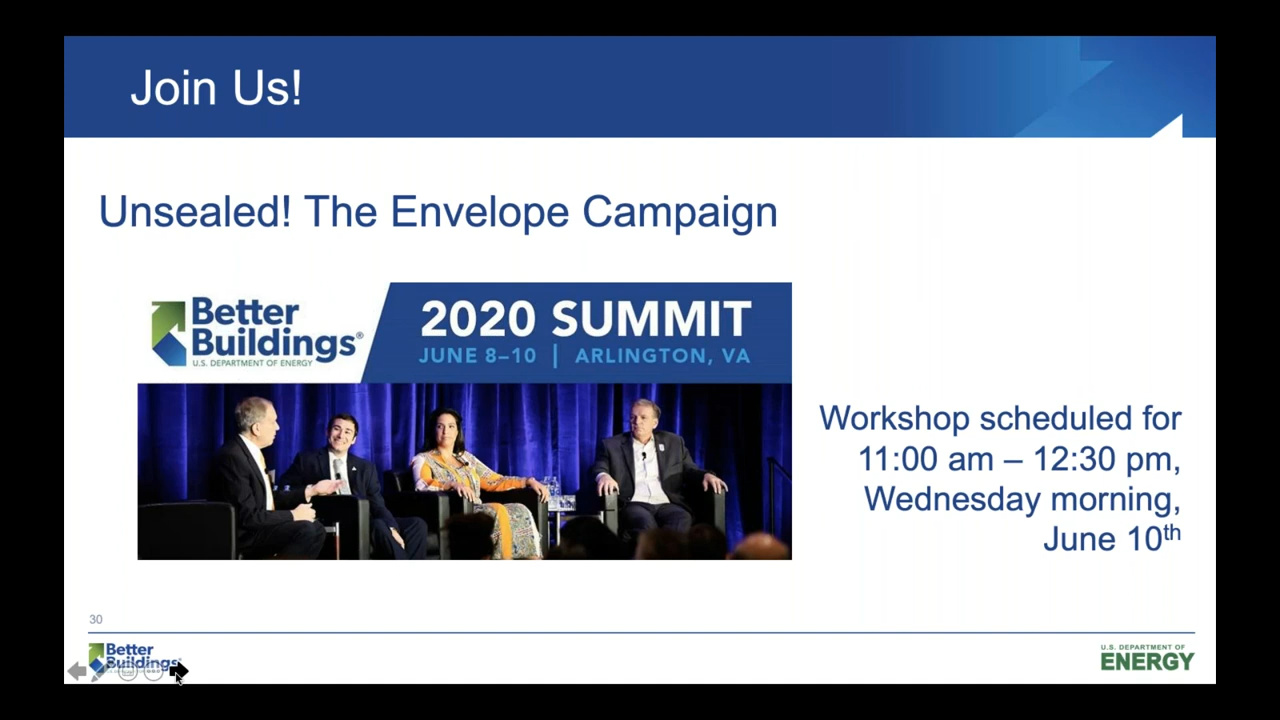 Join Us!
Unsealed! The Envelope Campaign
Better
Buildings®
U.S. DEPARTMENT OF ENERGY
2020 SUMMIT
JUNE 8–10 | ARLINGTON, VA
Workshop scheduled for
11:00 am – 12:30 pm,
Wednesday morning,
June 10th
30
Better
Buildings
U.S. DEPARTMENT OF
ENERGY